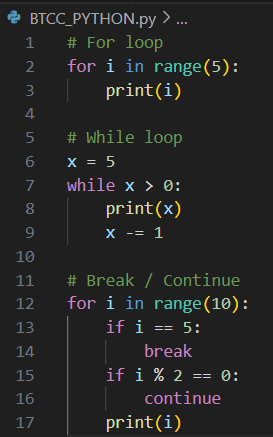 BTCC_PYTHON.py > ...
1 # For loop
2 for i in range(5):
3     print(i)
4
5 # While loop
6 x = 5
7 while x > 0:
8     print(x)
9     x -= 1
10
11 # Break / Continue
12 for i in range(10):
13     if i == 5:
14         break
15     if i % 2 == 0:
16         continue
17     print(i)